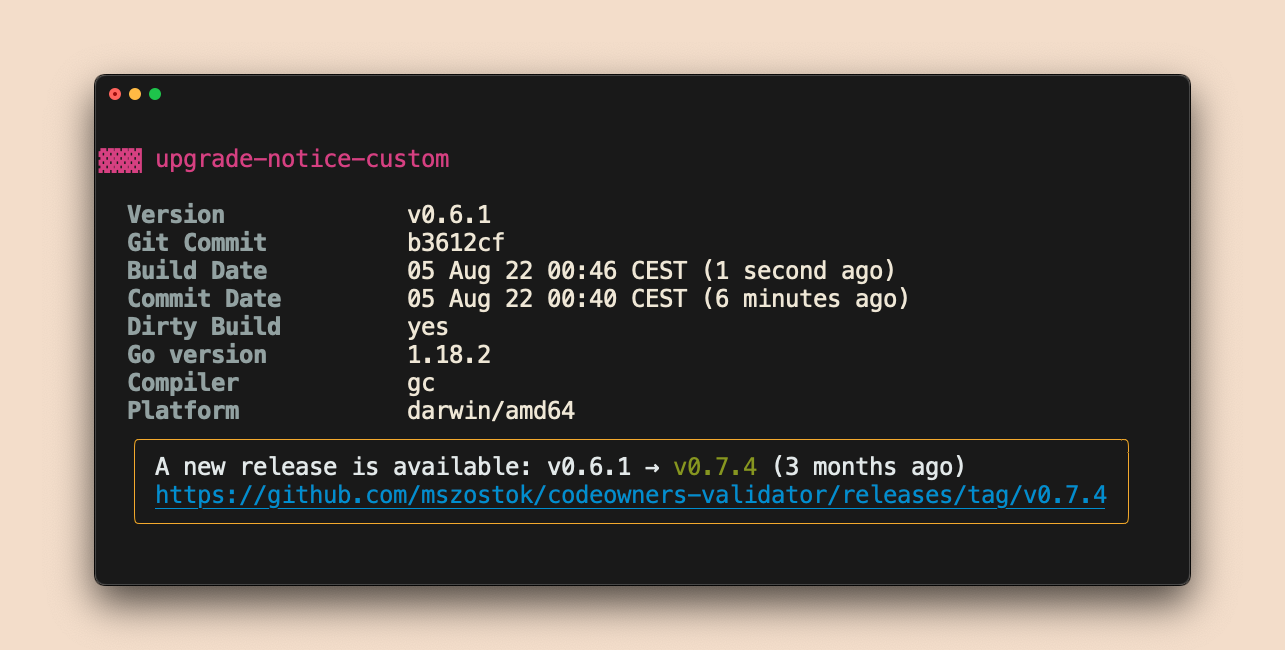 upgrade-notice-custom
Version v0.6.1
Git Commit b3612cf
Build Date 05 Aug 22 00:46 CEST (1 second ago)
Commit Date 05 Aug 22 00:40 CEST (6 minutes ago)
Dirty Build yes
Go version 1.18.2
Compiler gc
Platform darwin/amd64
A new release is available: v0.6.1 → v0.7.4 (3 months ago)
https://github.com/mszostok/codeowners-validator/releases/tag/v0.7.4